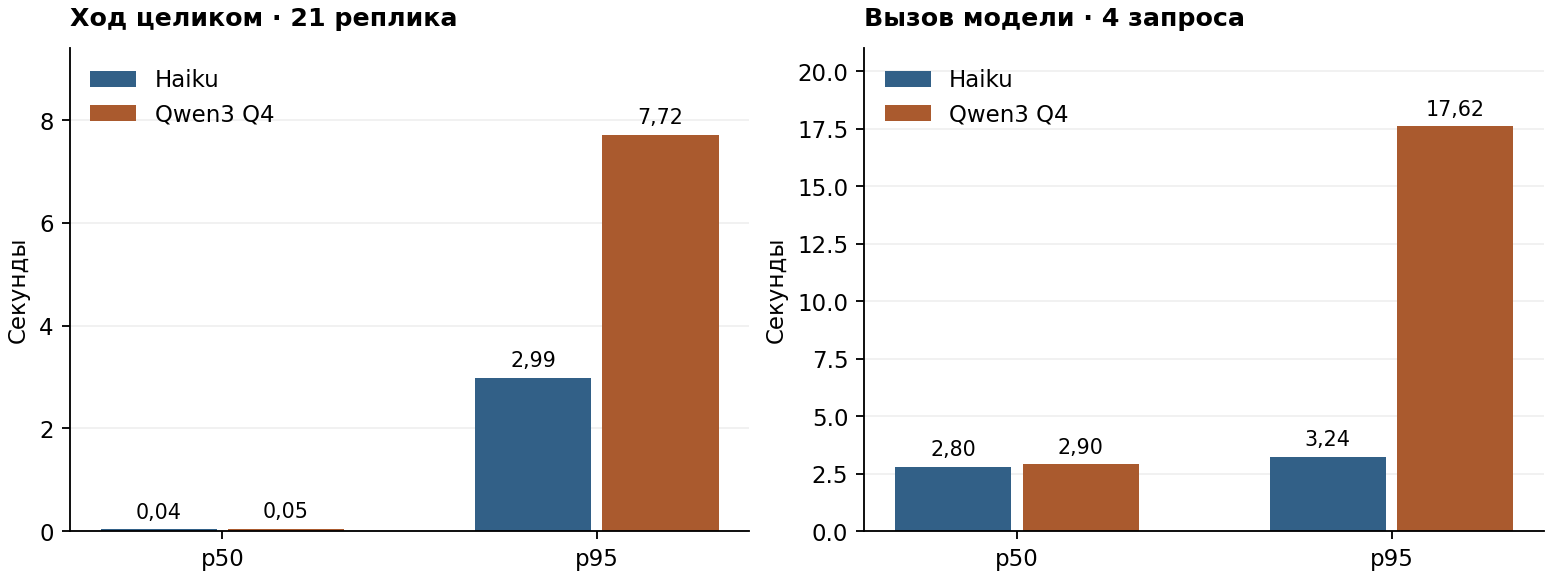 Ход целиком · 21 реплика
Секунды
8
6
4
2
0
Haiku
Qwen3 Q4
0,04
0,05
2,99
7,72
p50
p95
Вызов модели · 4 запроса
Секунды
20.0
17.5
15.0
12.5
10.0
7.5
5.0
2.5
0.0
Haiku
Qwen3 Q4
2,80
2,90
3,24
17,62
p50
p95